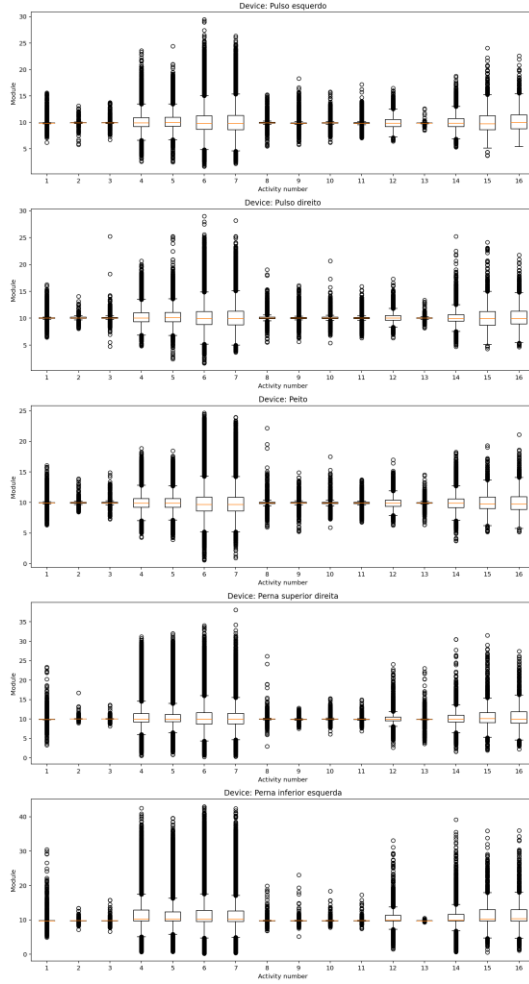 Device: Pulso esquerdo
30
25
20
15
10
5
Module
1 2 3 4 5 6 7 8 9 10 11 12 13 14 15 16
Activity number
Device: Pulso direito
30
25
20
15
10
5
Module
1 2 3 4 5 6 7 8 9 10 11 12 13 14 15 16
Activity number
Device: Peito
25
20
15
10
5
0
Module
1 2 3 4 5 6 7 8 9 10 11 12 13 14 15 16
Activity number
Device: Perna superior direita
35
30
25
20
15
10
5
0
Module
1 2 3 4 5 6 7 8 9 10 11 12 13 14 15 16
Activity number
Device: Perna inferior esquerda
40
30
20
10
0
Module
1 2 3 4 5 6 7 8 9 10 11 12 13 14 15 16
Activity number